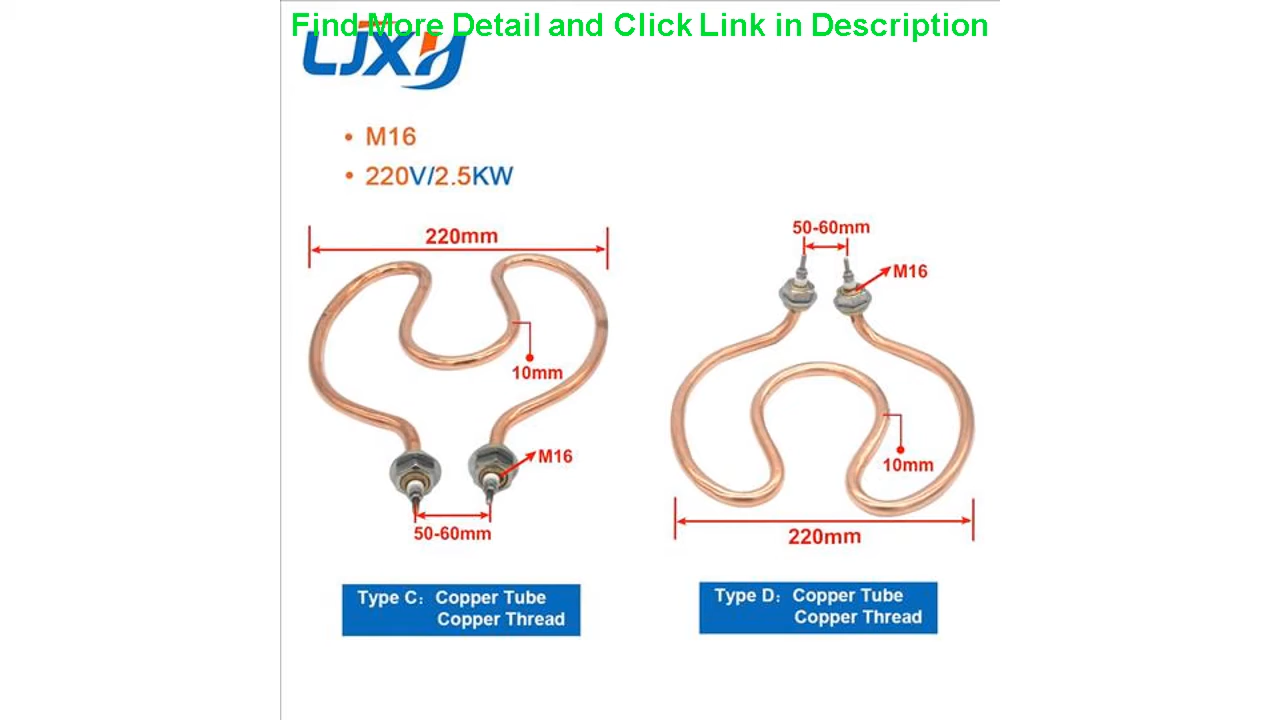 Find More Detail and Click Link in Description
LJXH
• M16
• 220V/2.5KW
220mm
10mm
M16
50-60mm
Type C: Copper Tube
Copper Thread
50-60mm
M16
10mm
220mm
Type D: Copper Tube
Copper Thread